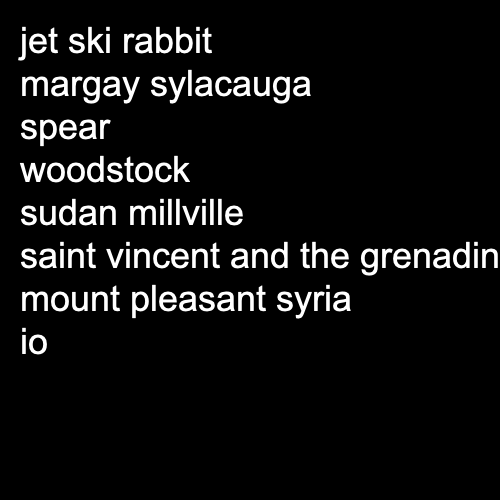 jet ski rabbit
margay sylacauga
spear
woodstock
sudan millville
saint vincent and the grenadin
mount pleasant syria
io